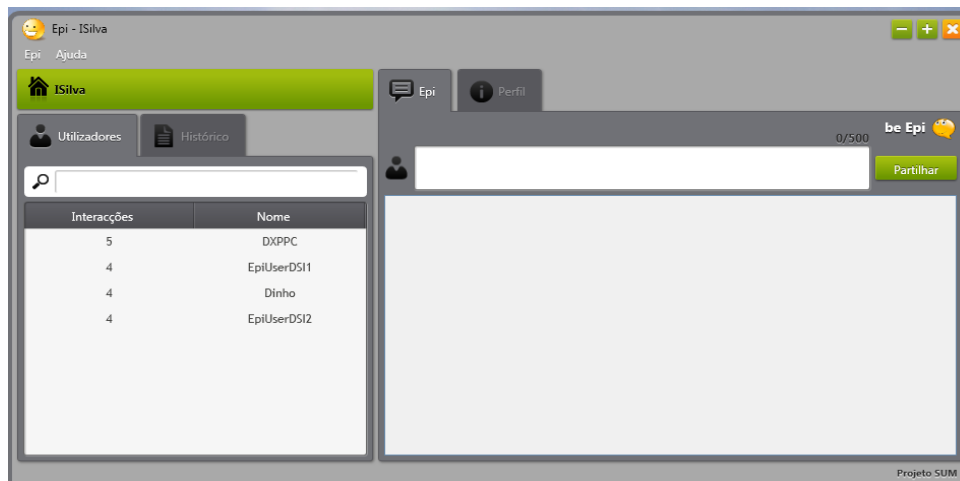 Epi - ISilva
Epi Ajuda
ISilva
Utilizadores Histórico
Interacções Nome
5 DXPPC
4 EpiUserDSI1
4 Dinho
4 EpiUserDSI2
Epi Perfil
0/500 be Epi
Partilhar
Projeto SUM